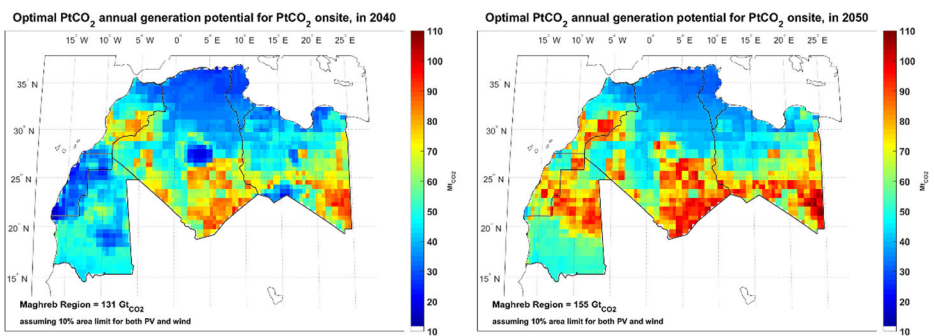 Optimal PtCO2 annual generation potential for PtCO2 onsite, in 2040
15° W 10° W 5° W 0° 5° E 10° E 15° E 20° E 25° E
35° N
30° N
25° N
20° N
15° N
110
100
90
80
70
60
50
40
30
20
10
MtCO2
Maghreb Region = 131 GtCO2
assuming 10% area limit for both PV and wind
Optimal PtCO2 annual generation potential for PtCO2 onsite, in 2050
15° W 10° W 5° W 0° 5° E 10° E 15° E 20° E 25° E
35° N
30° N
25° N
20° N
15° N
110
100
90
80
70
60
50
40
30
20
10
MtCO2
Maghreb Region = 155 GtCO2
assuming 10% area limit for both PV and wind